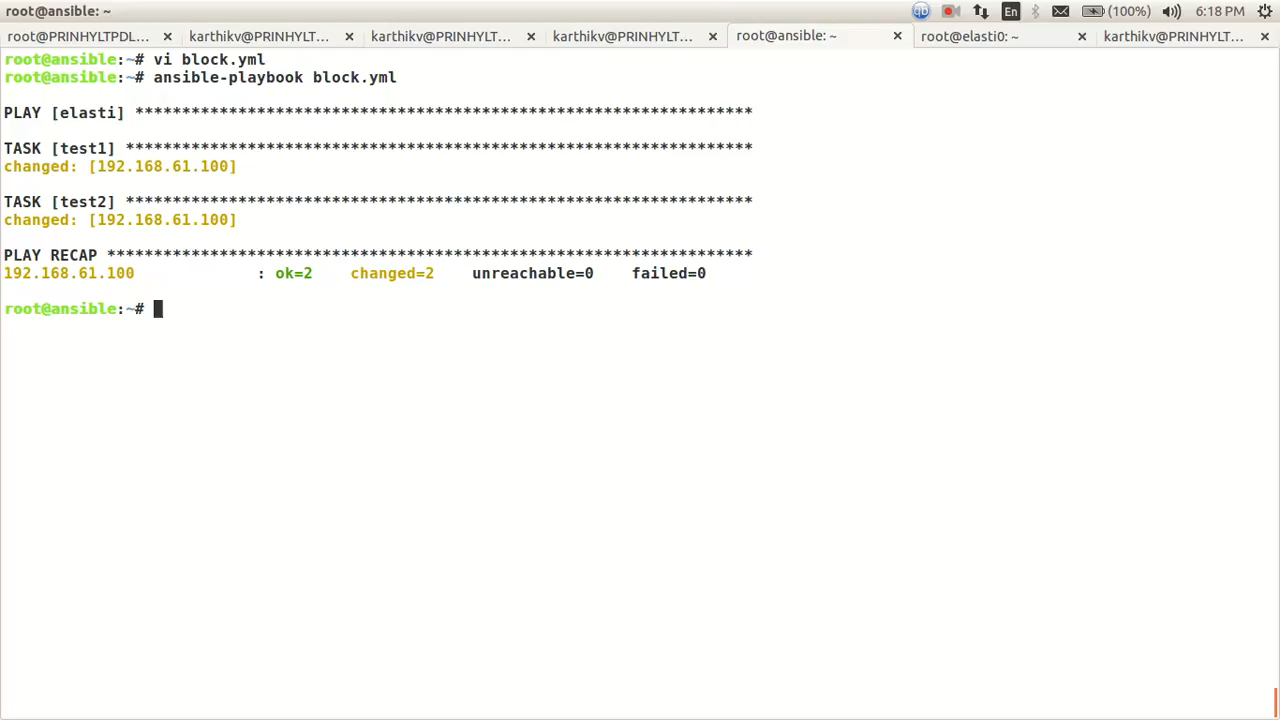 root@ansible: ~
En
(100%)
6:18 PM
root@PRINHYLTPDL...
karthikv@PRINHYLT...
karthikv@PRINHYLT...
karthikv@PRINHYLT...
root@ansible: ~
root@elasti0: ~
karthikv@PRINHYLT...
root@ansible:~# vi block.yml
root@ansible:~# ansible-playbook block.yml
PLAY [elasti] ******************************************************************
TASK [test1] *******************************************************************
changed: [192.168.61.100]
TASK [test2] *******************************************************************
changed: [192.168.61.100]
PLAY RECAP *********************************************************************
192.168.61.100             : ok=2    changed=2    unreachable=0    failed=0
root@ansible:~#